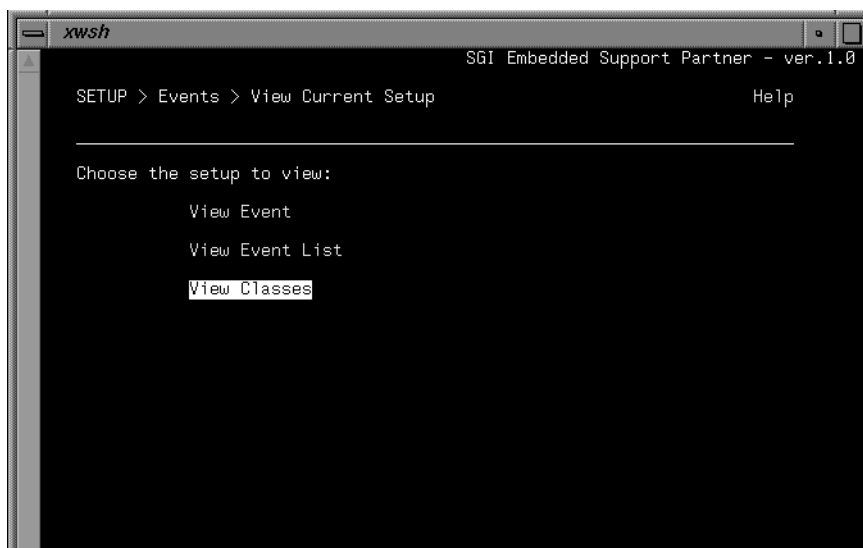 xwsh
SGI Embedded Support Partner - ver.1.0
SETUP > Events > View Current Setup Help
Choose the setup to view:
View Event
View Event List
View Classes